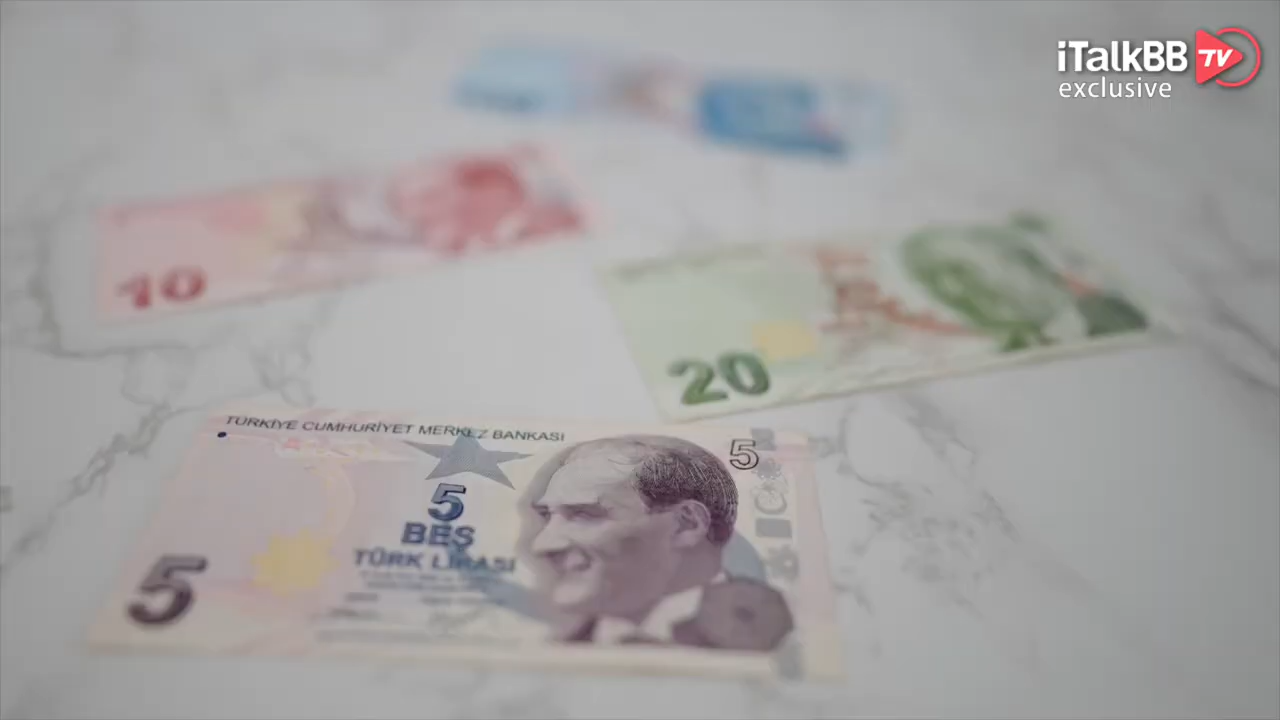 iTalkBB TV
exclusive
10
20
TÜRKİYE CUMHURİYET MERKEZ BANKASI
5
5
BEŞ
TÜRK LİRASI
5